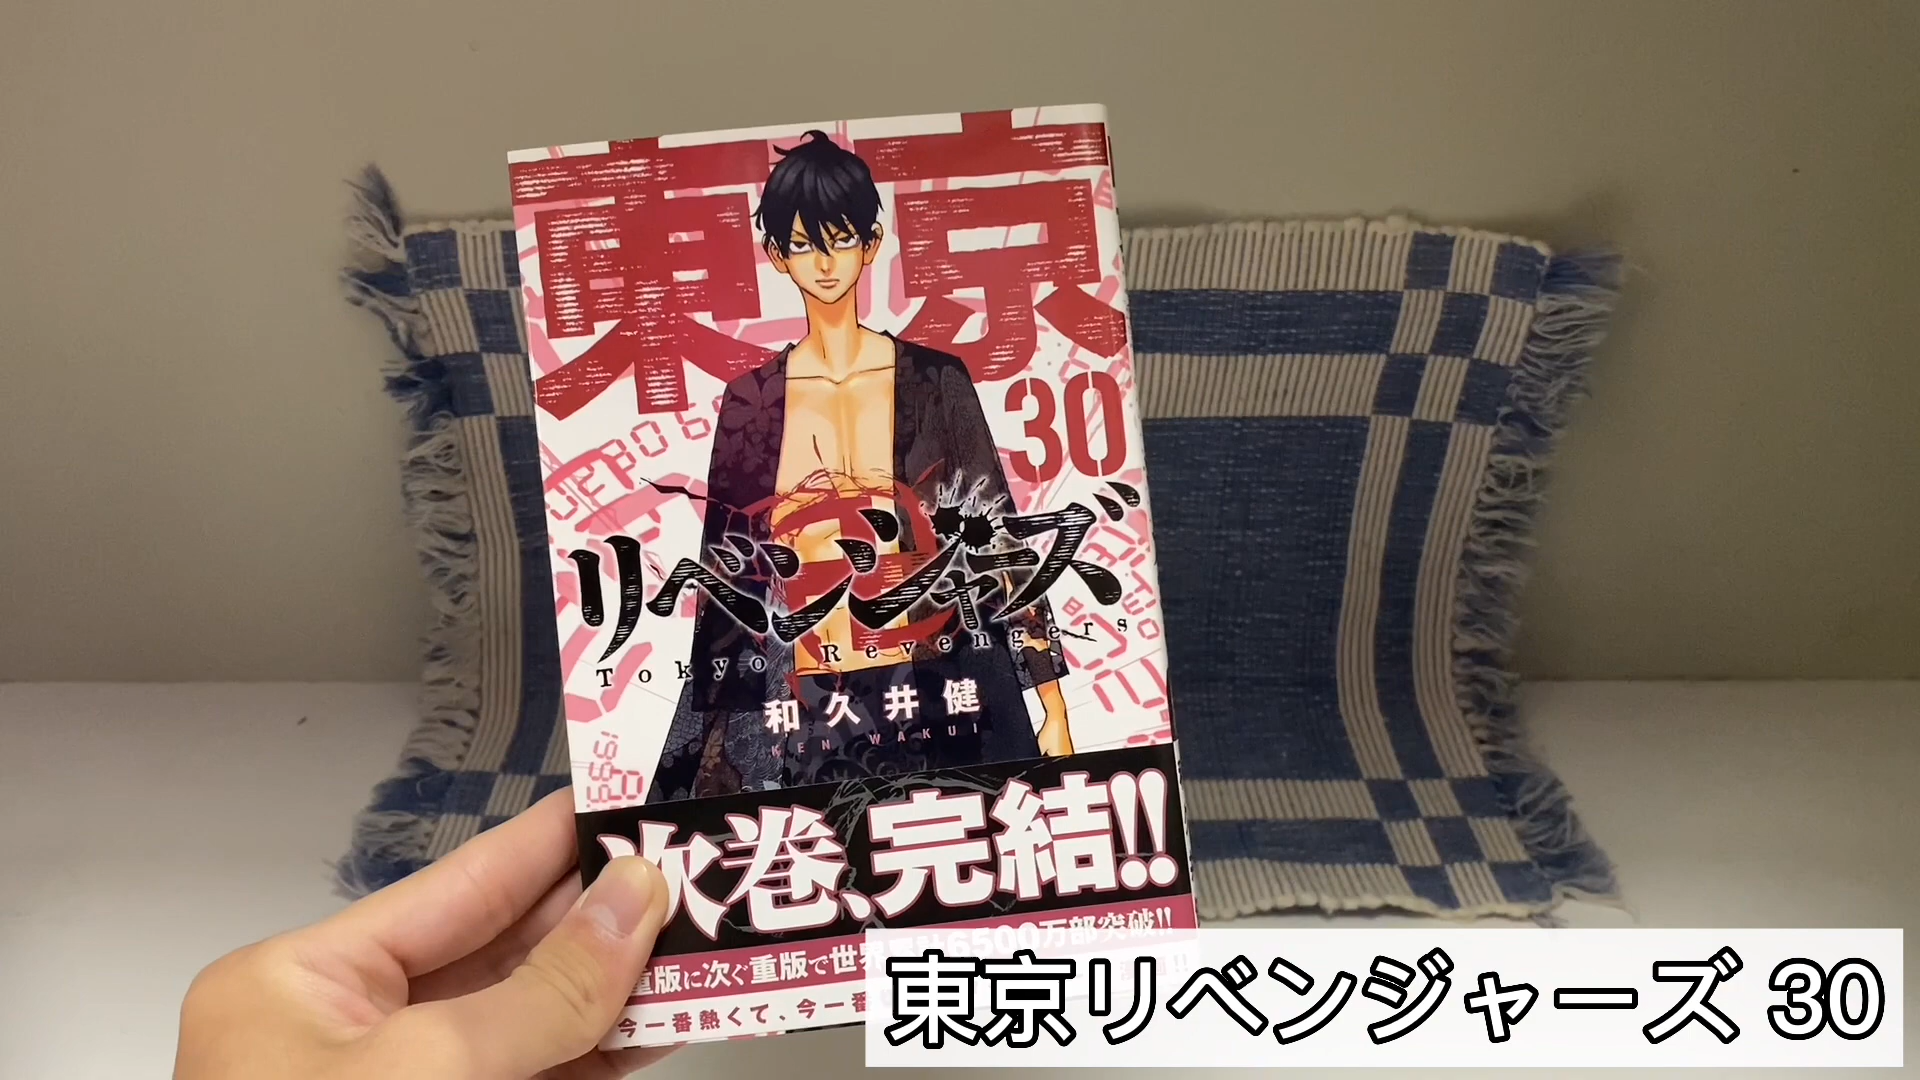 東京
30
リベンジャーズ
Tokyo Revengers
和久井健
KEN WAKUI
次巻、完結!!
重版に次ぐ重版で世界累計6500万部突破!!
今一番熱くて、今一番
東京リベンジャーズ 30